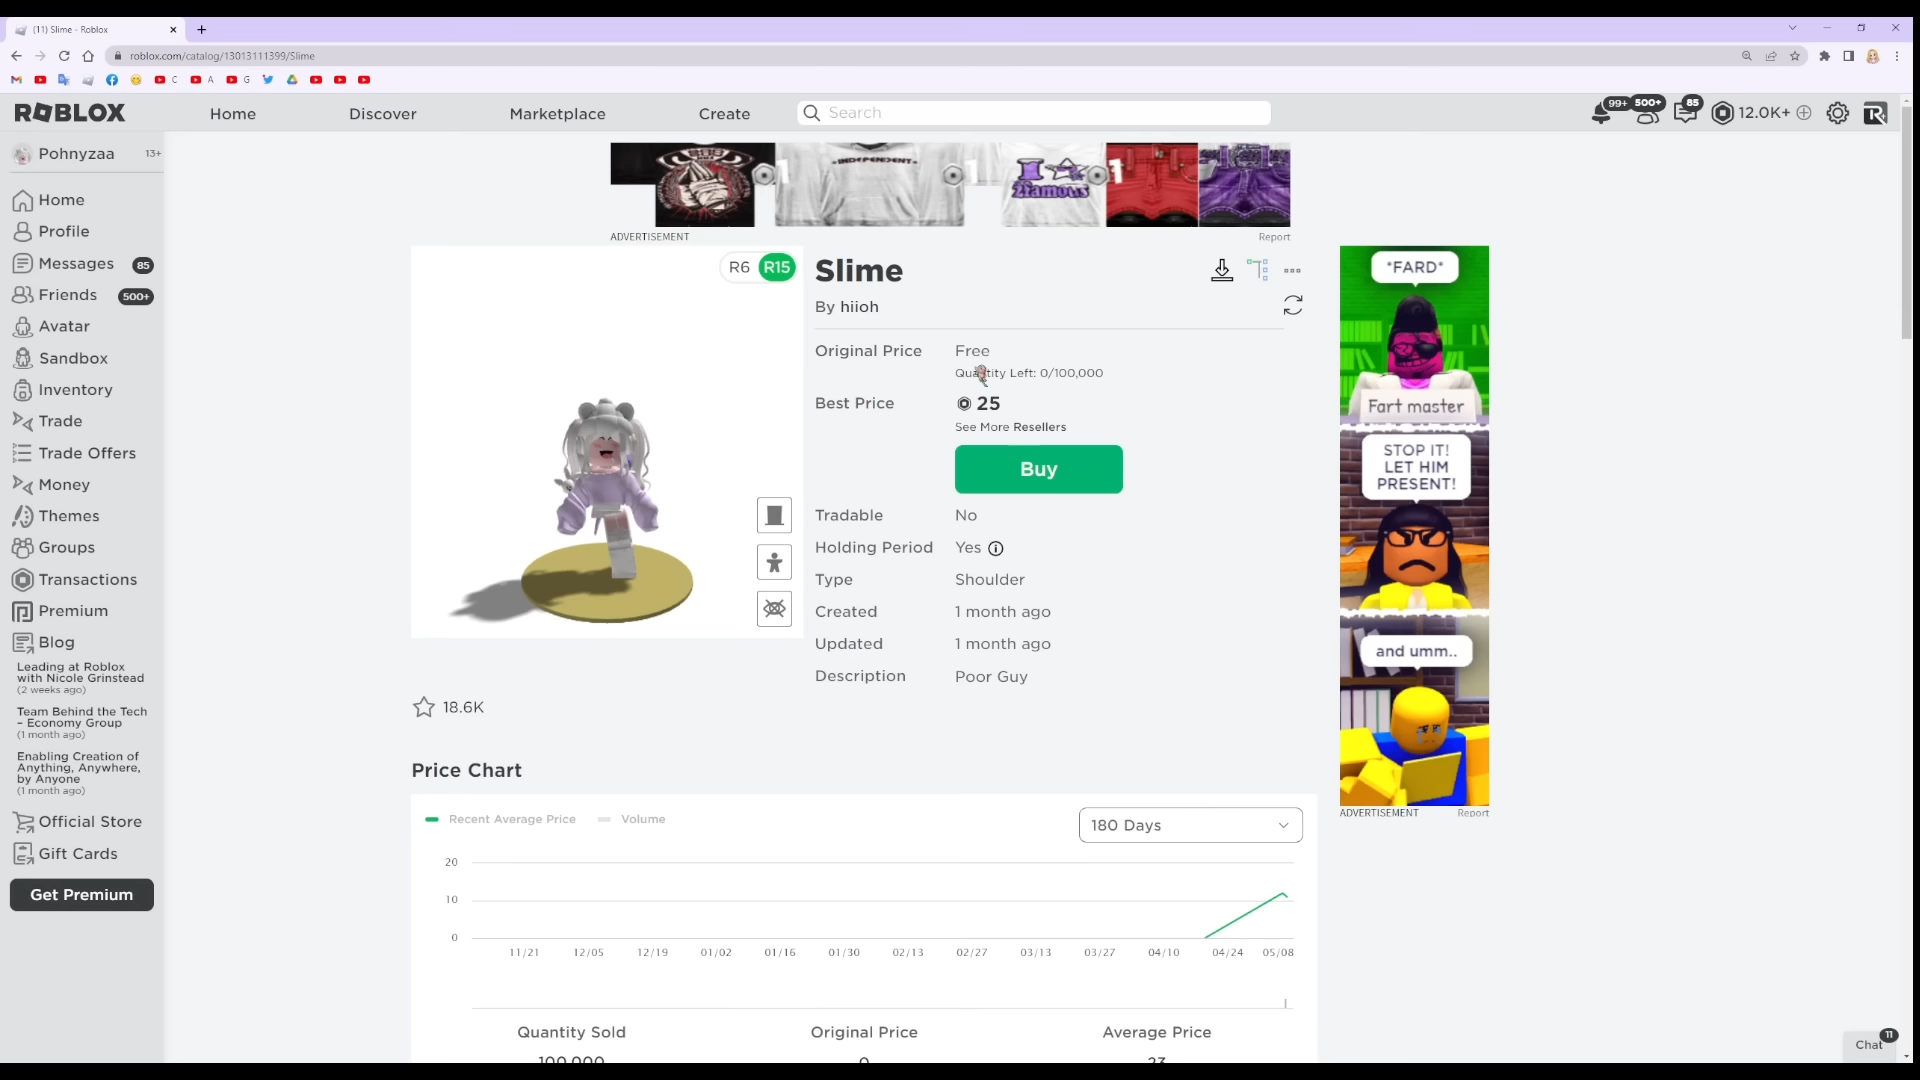 (11) Slime - Roblox
roblox.com/catalog/13013111399/Slime
C
A
G
ROBLOX
Home
Discover
Marketplace
Create
Search
99+
500+
85
12.0K+
Pohnyzaa
13+
Home
Profile
Messages 85
Friends 500+
Avatar
Sandbox
Inventory
Trade
Trade Offers
Money
Themes
Groups
Transactions
Premium
Blog
Leading at Roblox
with Nicole Grinstead
(2 weeks ago)
Team Behind the Tech
– Economy Group
(1 month ago)
Enabling Creation of
Anything, Anywhere,
by Anyone
(1 month ago)
Official Store
Gift Cards
Get Premium
INDEPENDENT
I
2famous
ADVERTISEMENT
Report
R6 R15
Slime
By hiioh
Original Price Free
Quantity Left: 0/100,000
Best Price 25
See More Resellers
Buy
Tradable No
Holding Period Yes
Type Shoulder
Created 1 month ago
Updated 1 month ago
Description Poor Guy
18.6K
*FARD*
Fart master
STOP IT!
LET HIM
PRESENT!
and umm..
ADVERTISEMENT
Report
Price Chart
Recent Average Price
Volume
180 Days
20
10
0
11/21 12/05 12/19 01/02 01/16 01/30 02/13 02/27 03/13 03/27 04/10 04/24 05/08
Quantity Sold Original Price Average Price
100,000 0 23
Chat
11